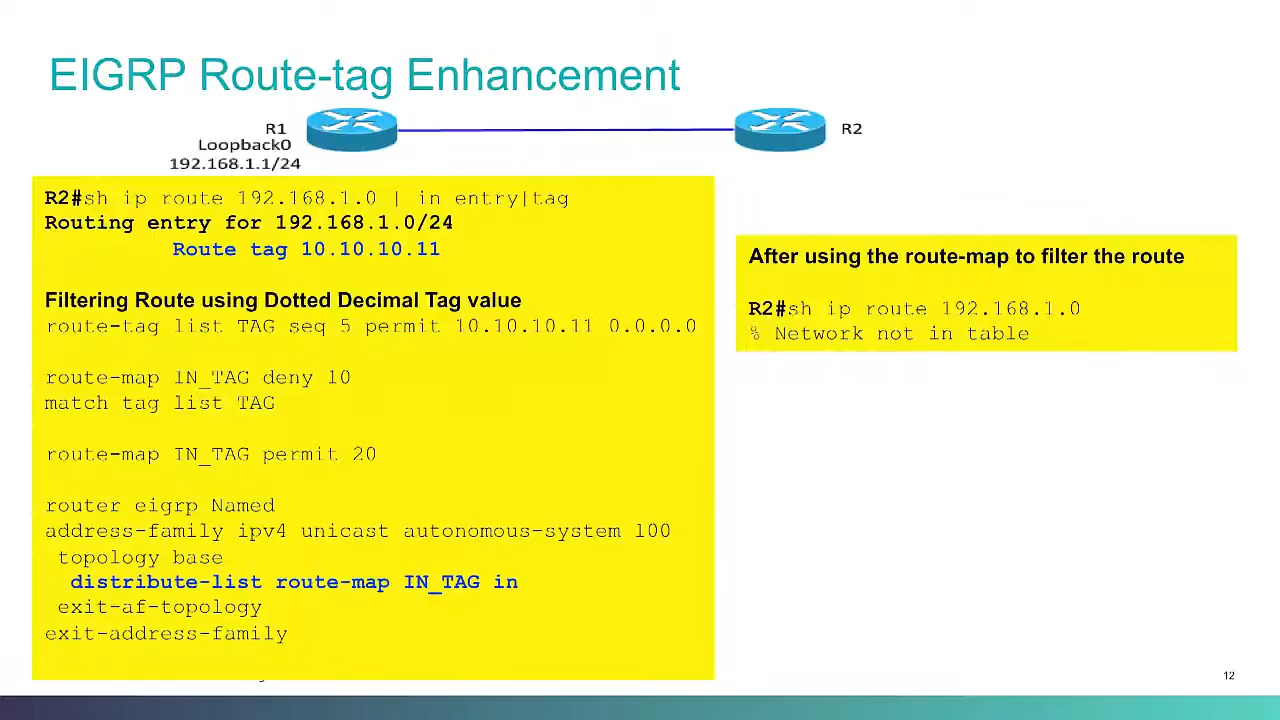 EIGRP Route-tag Enhancement
R1
Loopback0
192.168.1.1/24
R2
R2#sh ip route 192.168.1.0 | in entry|tag
Routing entry for 192.168.1.0/24
Route tag 10.10.10.11
Filtering Route using Dotted Decimal Tag value
route-tag list TAG seq 5 permit 10.10.10.11 0.0.0.0
route-map IN_TAG deny 10
match tag list TAG
route-map IN_TAG permit 20
router eigrp Named
address-family ipv4 unicast autonomous-system 100
topology base
distribute-list route-map IN_TAG in
exit-af-topology
exit-address-family
After using the route-map to filter the route
R2#sh ip route 192.168.1.0
% Network not in table
12